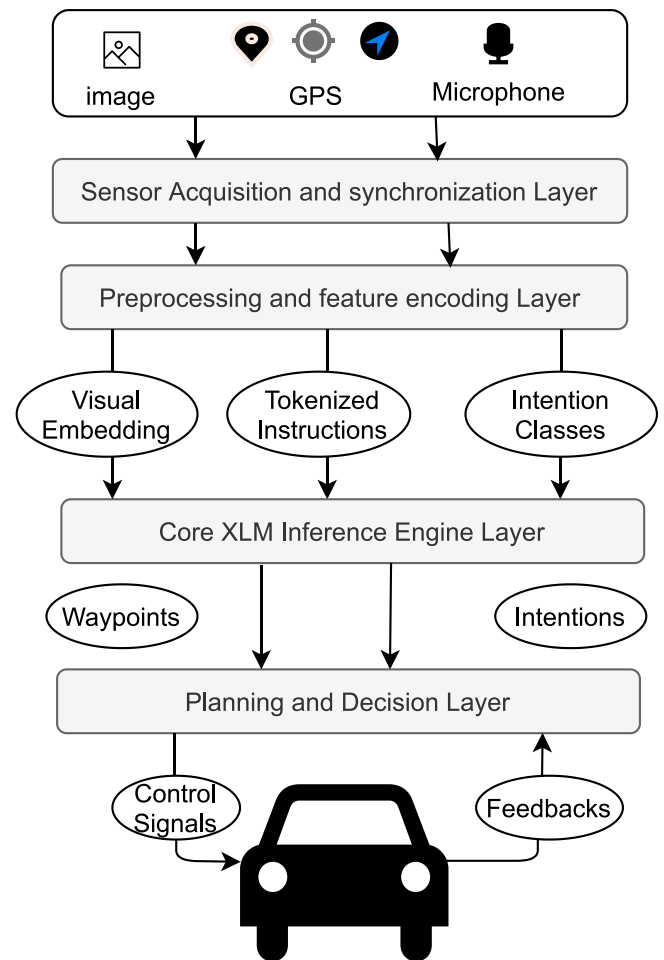 image
GPS
Microphone
Sensor Acquisition and synchronization Layer
Preprocessing and feature encoding Layer
Visual
Embedding
Tokenized
Instructions
Intention
Classes
Core XLM Inference Engine Layer
Waypoints
Intentions
Planning and Decision Layer
Control
Signals
Feedbacks